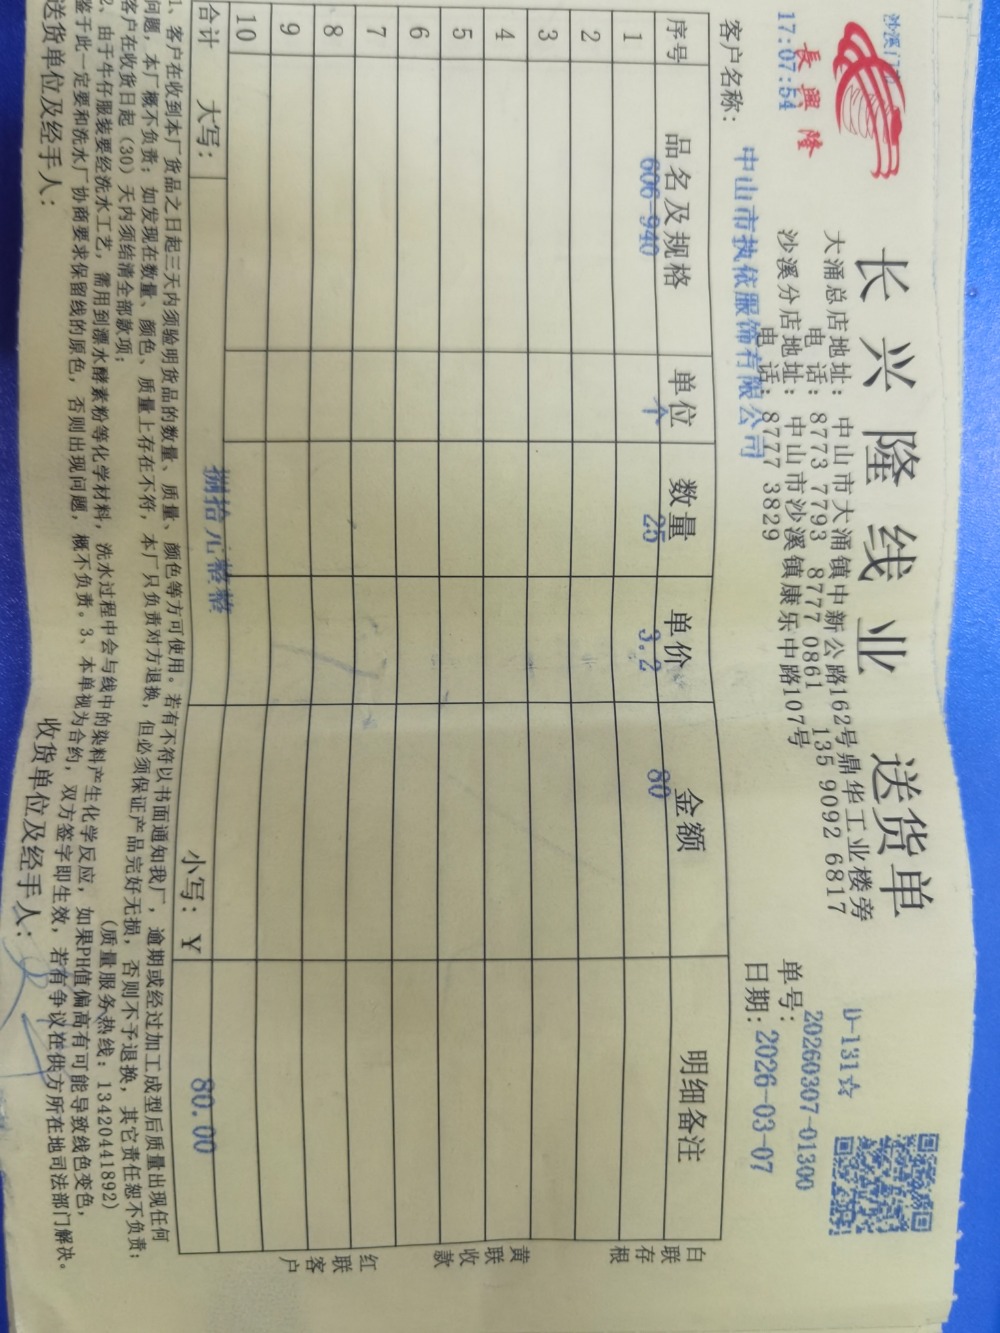 沙溪门
17:07:54
長興隆
长兴隆线业 送货单
大涌总店地址: 中山市大涌镇中新公路162号鼎华工业楼旁
电 话: 8773 7793 8777 0861 135 9092 6817
沙溪分店地址: 中山市沙溪镇康乐中路107号
电 话: 8777 3829
D-131☆
单号: 20260307-01300
日期: 2026-03-07
客户名称: 中山市执依服饰有限公司
序号 品名及规格 单位 数量 单价 金额 明细备注
1 606-940 个 25 3.2 80
2
3
4
5
6
7
8
9
10
合计 大写: 捌拾元整整 小写: ¥ 80.00
白联存根
黄联收款
红联客户
1、客户在收到本厂货品之日起三天内须验明货品的数量、质量、颜色等方可使用。若有不符以书面通知我厂，逾期或经过加工成型后质量出现任何
问题，本厂概不负责；如发现在数量、颜色、质量上存在不符，本厂只负责对方退换，但必须保证产品完好无损，否则不予退换，其它责任恕不负责；
客户在收货日起（30）天内须结清全部款项； （质量服务热线：13420441892）
2、由于牛仔服装要经洗水工艺，需用到漂水酵素粉等化学材料，洗水过程中会与线中的染料产生化学反应，如果PH值偏高有可能导致线色变色，
鉴于此一定要和洗水厂协商要求保留线的原色，否则出现问题，概不负责。3、本单视为合约，双方签字即生效，若有争议在供方所在地司法部门解决。
送货单位及经手人: 收货单位及经手人: